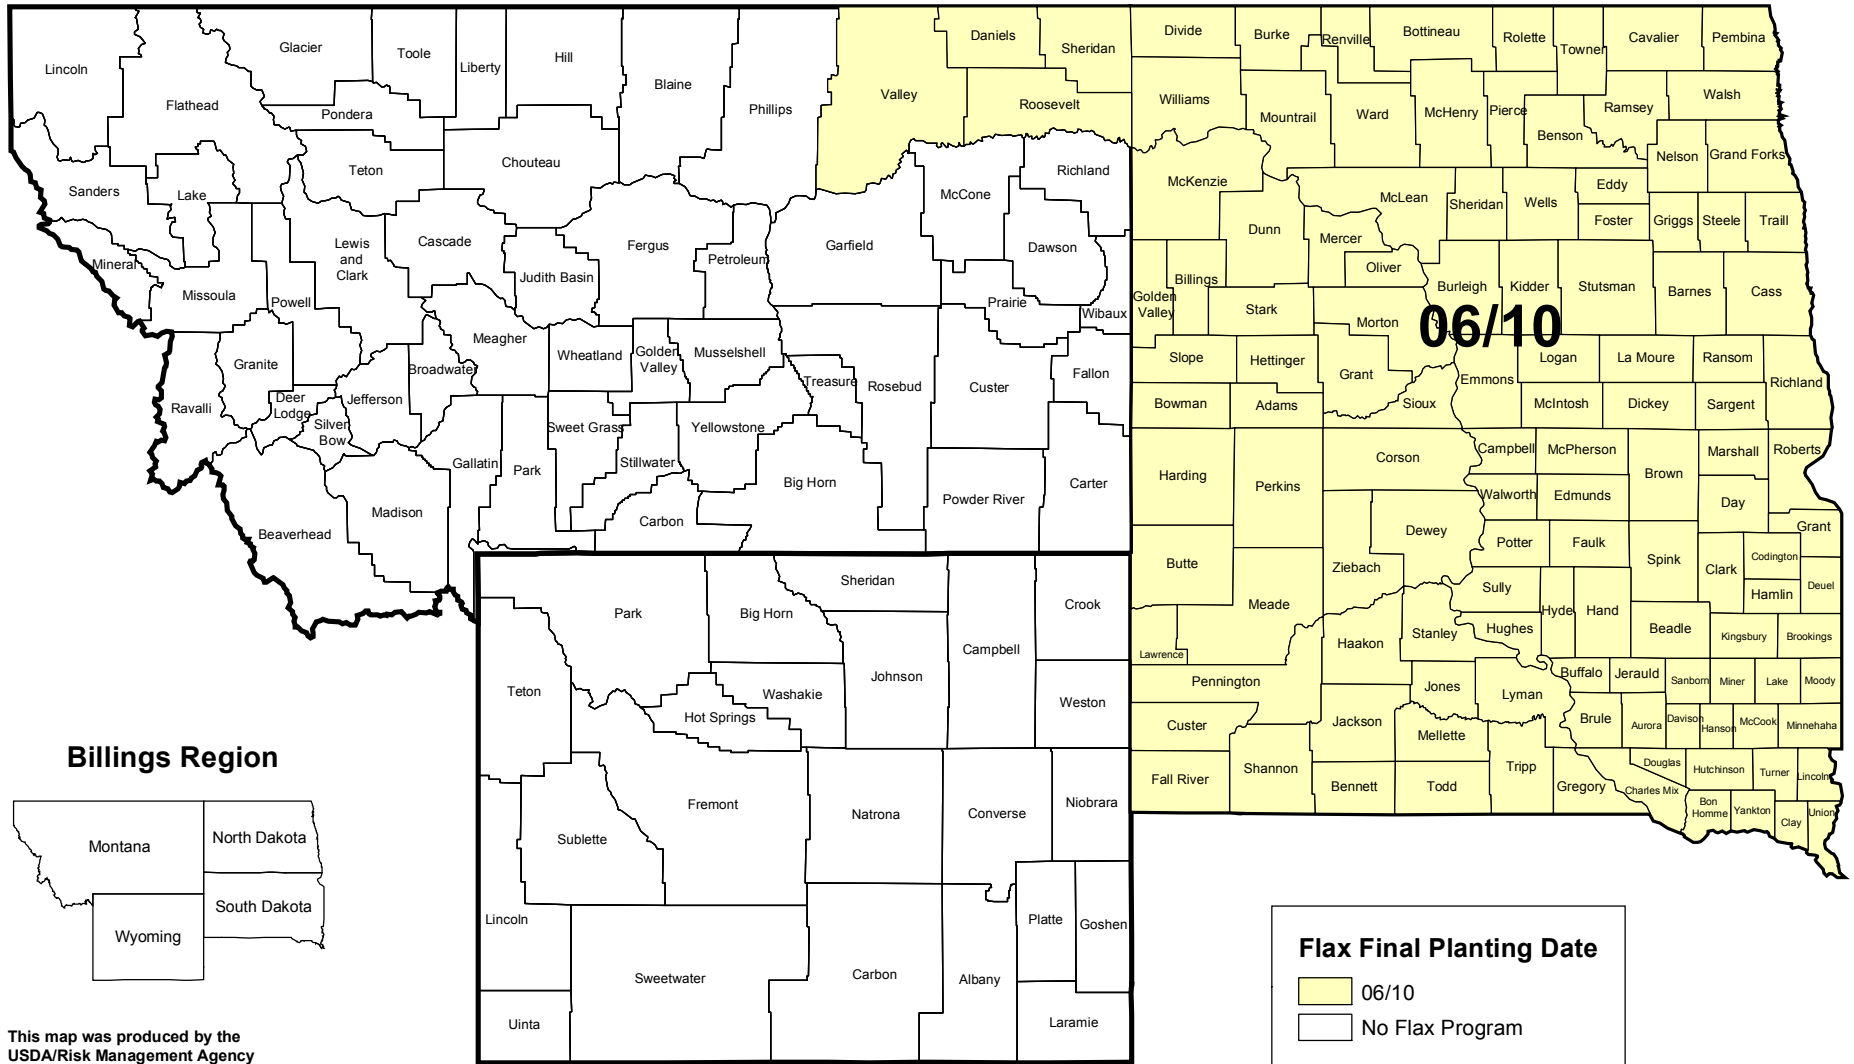 Lincoln
Flathead
Glacier
Toole
Liberty
Hill
Blaine
Phillips
Valley
Daniels
Sheridan
Roosevelt
Pondera
Teton
Chouteau
Sanders
Lake
Mineral
Missoula
Powell
Lewis
and
Clark
Cascade
Judith Basin
Fergus
Petroleum
Garfield
McCone
Richland
Dawson
Prairie
Wibaux
Meagher
Wheatland
Golden
Valley
Musselshell
Treasure
Rosebud
Custer
Fallon
Granite
Ravalli
Deer
Lodge
Silver
Bow
Jefferson
Broadwater
Gallatin
Park
Sweet Grass
Stillwater
Yellowstone
Big Horn
Carbon
Powder River
Carter
Madison
Beaverhead
Divide
Burke
Renville
Bottineau
Rolette
Towner
Cavalier
Pembina
Williams
Mountrail
Ward
McHenry
Pierce
Benson
Ramsey
Walsh
Nelson
Grand Forks
McKenzie
McLean
Sheridan
Wells
Eddy
Foster
Griggs
Steele
Traill
Dunn
Mercer
Oliver
Billings
Golden
Valley
Stark
Morton
Burleigh
Kidder
Stutsman
Barnes
Cass
06/10
Slope
Hettinger
Grant
Emmons
Logan
La Moure
Ransom
Richland
Bowman
Adams
Sioux
McIntosh
Dickey
Sargent
Harding
Perkins
Corson
Campbell
McPherson
Brown
Marshall
Roberts
Walworth
Edmunds
Day
Grant
Butte
Meade
Ziebach
Dewey
Potter
Faulk
Spink
Clark
Codington
Deuel
Hamlin
Sully
Hyde
Hand
Beadle
Kingsbury
Brookings
Lawrence
Haakon
Stanley
Hughes
Pennington
Jones
Lyman
Buffalo
Jerauld
Sanborn
Miner
Lake
Moody
Custer
Jackson
Mellette
Brule
Aurora
Davison
Hanson
McCook
Minnehaha
Fall River
Shannon
Bennett
Todd
Tripp
Gregory
Douglas
Charles Mix
Hutchinson
Turner
Lincoln
Bon
Homme
Yankton
Clay
Union
Park
Big Horn
Sheridan
Campbell
Crook
Teton
Johnson
Washakie
Hot Springs
Weston
Fremont
Sublette
Natrona
Converse
Niobrara
Lincoln
Sweetwater
Carbon
Albany
Platte
Goshen
Uinta
Laramie
Billings Region
Montana
North Dakota
South Dakota
Wyoming
This map was produced by the
USDA/Risk Management Agency
Flax Final Planting Date
06/10
No Flax Program